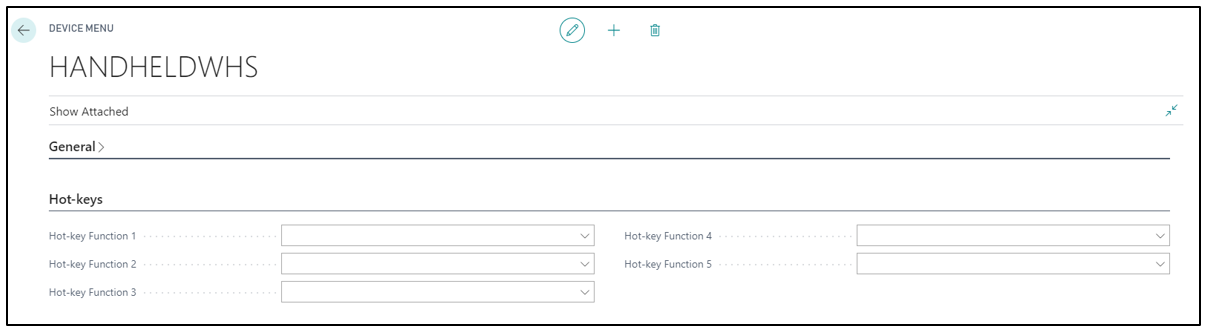 DEVICE MENU
HANDHELDWHS
Show Attached
General
Hot-keys
Hot-key Function 1
Hot-key Function 2
Hot-key Function 3
Hot-key Function 4
Hot-key Function 5